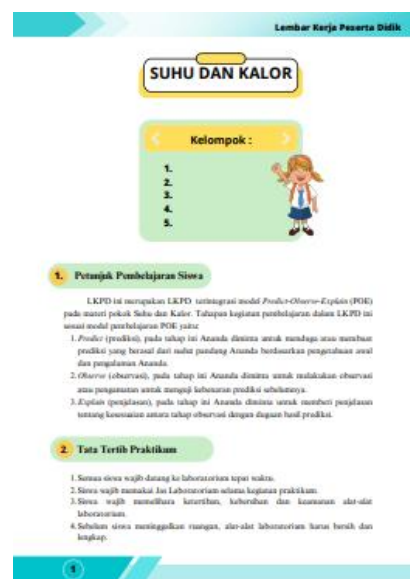 Lembar Kerja Peserta Didik
SUHU DAN KALOR
Kelompok :
1.
2.
3.
4.
5.
1. Petunjuk Pembelajaran Siswa
LKPD ini merupakan LKPD terintegrasi model Predict-Observe-Explain (POE)
pada materi pokok Suhu dan Kalor. Tahapan kegiatan pembelajaran dalam LKPD ini
sesuai model pembelajaran POE yaitu:
1. Predict (prediksi), pada tahap ini Ananda diminta untuk menduga atau membuat
prediksi yang berasal dari sudut pandang Ananda berdasarkan pengetahuan awal
dan pengalaman Ananda.
2. Observe (observasi), pada tahap ini Ananda diminta untuk melakukan observasi
atau pengamatan untuk menguji kebenaran prediksi sebelumnya.
3. Explain (penjelasan), pada tahap ini Ananda diminta untuk memberi penjelasan
tentang kesesuaian antara tahap observasi dengan dugaan hasil prediksi.
2. Tata Tertib Praktikum
1. Semua siswa wajib datang ke laboratorium tepat waktu.
2. Siswa wajib memakai Jas Laboratorium selama kegiatan praktikum.
3. Siswa wajib memelihara ketertiban, kebersihan dan keamanan alat-alat
laboratorium.
4. Sebelum siswa meninggalkan ruangan, alat-alat laboratorium harus bersih dan
lengkap.
1